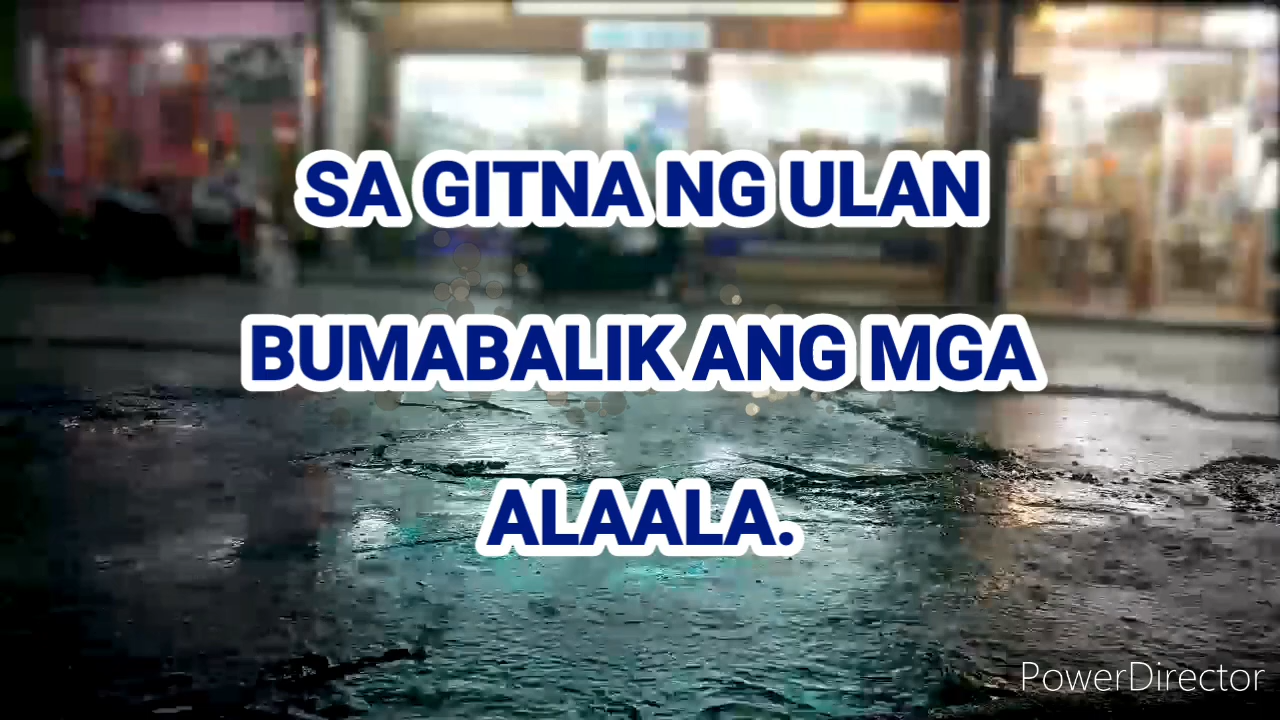 SA GITNA NG ULAN
BUMABALIK ANG MGA
ALAALA.
PowerDirector